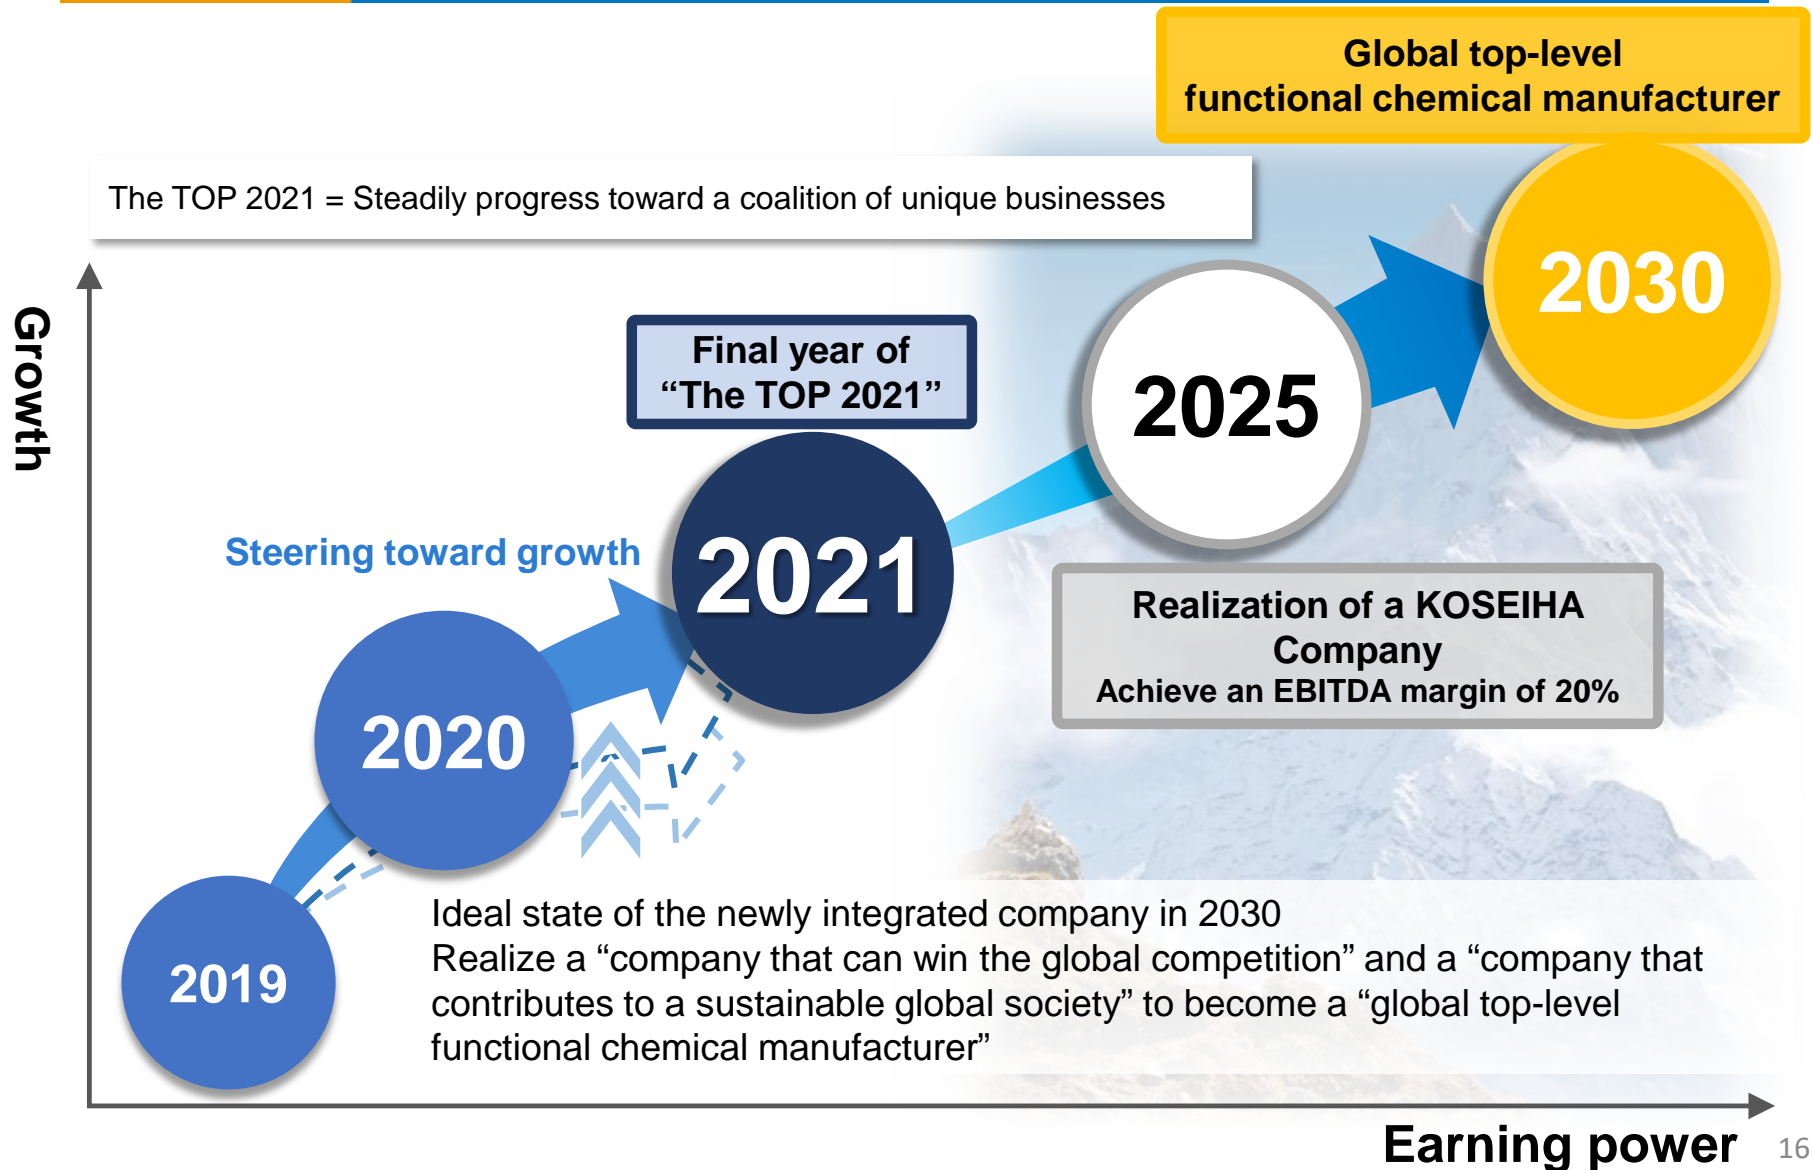 Global top-level
functional chemical manufacturer
The TOP 2021 = Steadily progress toward a coalition of unique businesses
2030
Growth
Final year of
“The TOP 2021”
2025
Steering toward growth
2021
Realization of a KOSEIHA
Company
Achieve an EBITDA margin of 20%
2020
2019
Ideal state of the newly integrated company in 2030
Realize a “company that can win the global competition” and a “company that
contributes to a sustainable global society” to become a “global top-level
functional chemical manufacturer”
Earning power
16